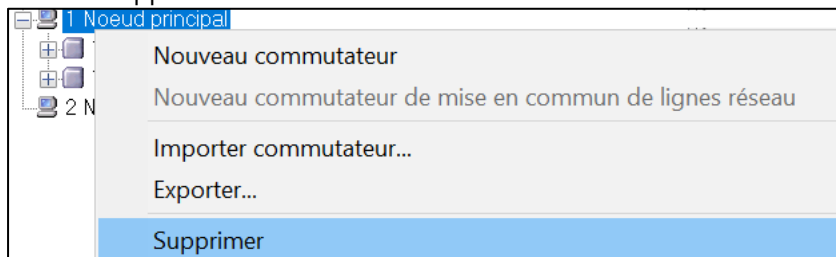 1 Noeud principal
Nouveau commutateur
Nouveau commutateur de mise en commun de lignes réseau
2 N
Importer commutateur...
Exporter...
Supprimer